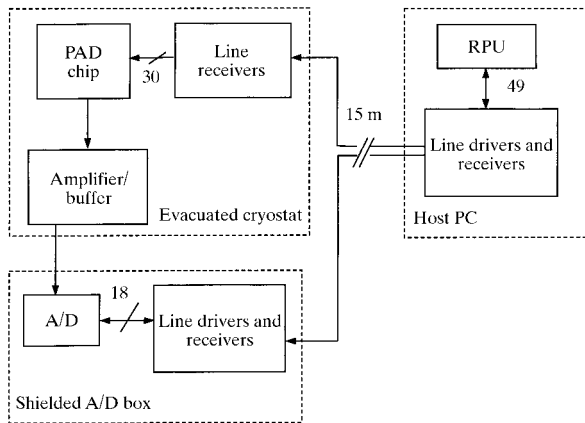 PAD
chip
30
Line
receivers
Amplifier/
buffer
Evacuated cryostat
15 m
RPU
49
Line drivers and
receivers
Host PC
A/D
18
Line drivers and
receivers
Shielded A/D box